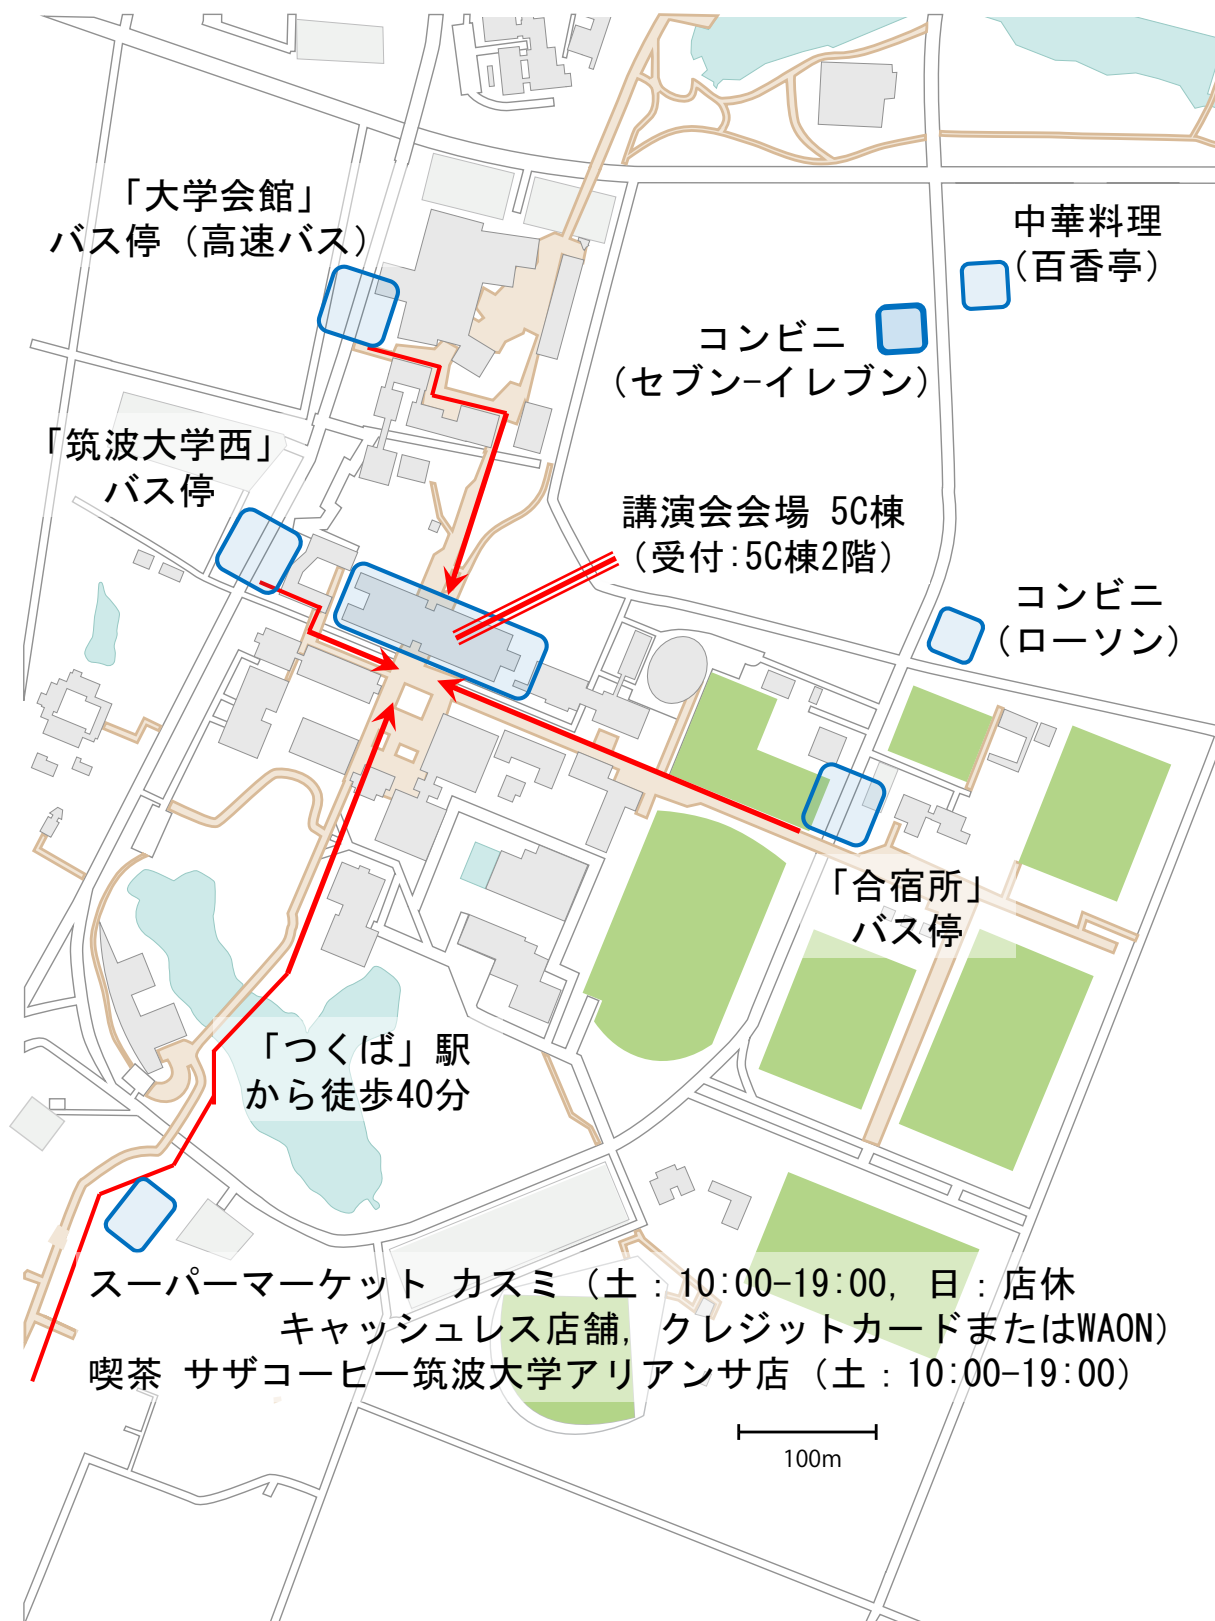 「大学会館」
バス停（高速バス）
中華料理
（百香亭）
コンビニ
（セブン-イレブン）
「筑波大学西」
バス停
講演会会場 5C棟
（受付:5C棟2階）
コンビニ
（ローソン）
「合宿所」
バス停
「つくば」駅
から徒歩40分
スーパーマーケット カスミ（土：10:00-19:00, 日：店休
キャッシュレス店舗, クレジットカードまたはWAON）
喫茶 サザコーヒー筑波大学アリアンサ店（土：10:00-19:00）
100m